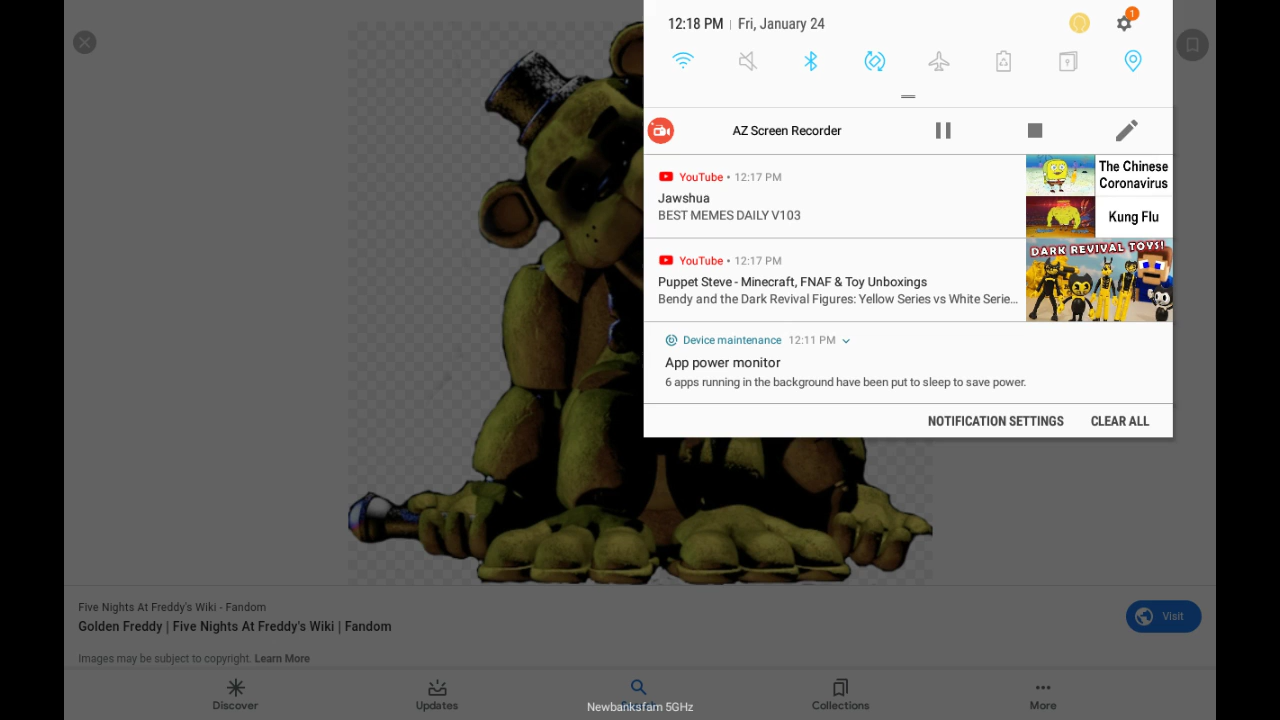 12:18 PM | Fri, January 24
1
AZ Screen Recorder
YouTube • 12:17 PM
Jawshua
BEST MEMES DAILY V103
The Chinese
Coronavirus
Kung Flu
YouTube • 12:17 PM
Puppet Steve - Minecraft, FNAF & Toy Unboxings
Bendy and the Dark Revival Figures: Yellow Series vs White Serie...
DARK REVIVAL TOYS!
Device maintenance 12:11 PM
App power monitor
6 apps running in the background have been put to sleep to save power.
NOTIFICATION SETTINGS CLEAR ALL
Five Nights At Freddy's Wiki - Fandom
Golden Freddy | Five Nights At Freddy's Wiki | Fandom
Visit
Images may be subject to copyright. Learn More
Discover Updates Collections More
Newbanksfam 5GHz